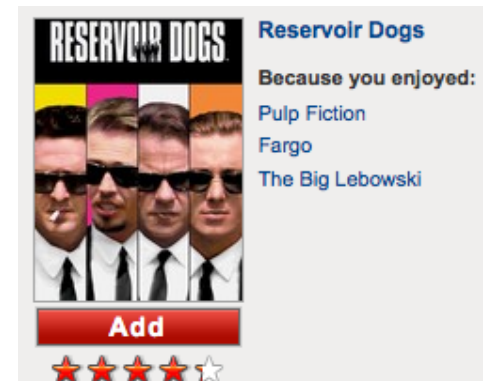 RESERVOIR DOGS
Reservoir Dogs
Because you enjoyed:
Pulp Fiction
Fargo
The Big Lebowski
Add